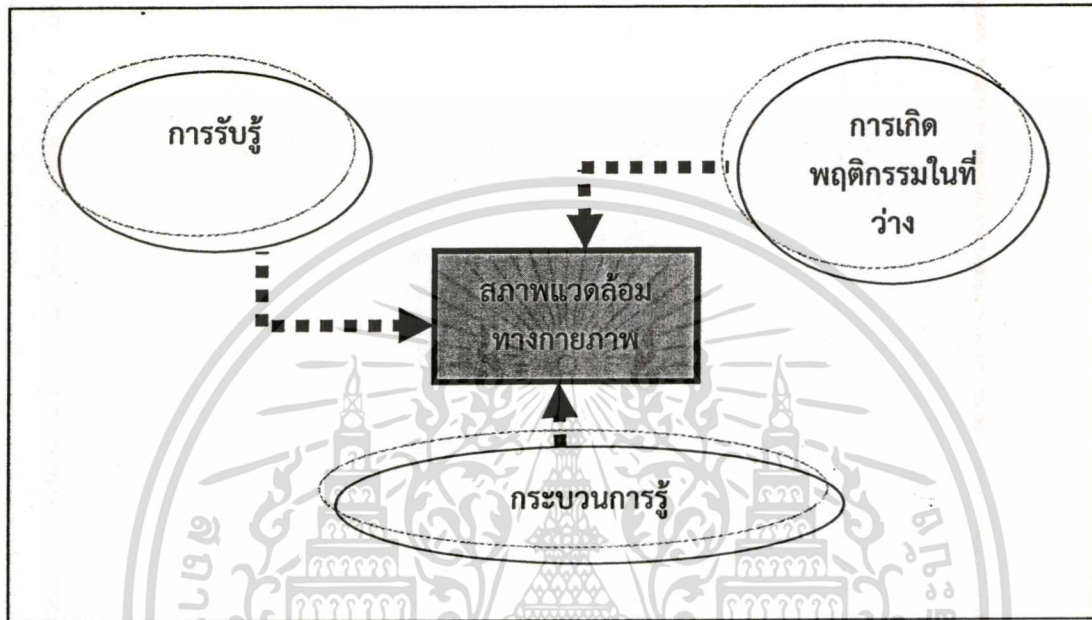 การรับรู้
การเกิด
พฤติกรรมในที่
ว่าง
สภาพแวดล้อม
ทางกายภาพ
กระบวนการรู้